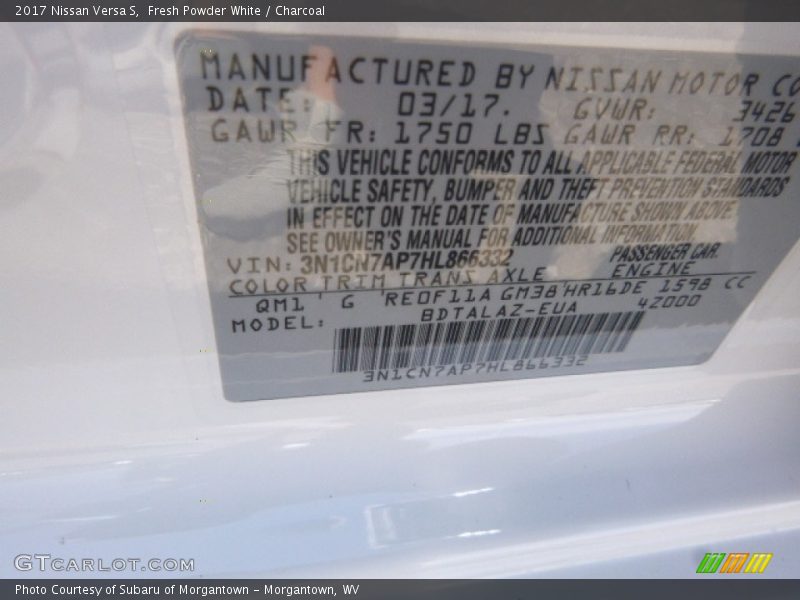 2017 Nissan Versa S,  Fresh Powder White / Charcoal
MANUFACTURED BY NISSAN MOTOR CO
DATE: 03/17. GVWR: 3426
GAWR FR: 1750 LBS GAWR RR: 1708
THIS VEHICLE CONFORMS TO ALL APPLICABLE FEDERAL MOTOR
VEHICLE SAFETY, BUMPER AND THEFT PREVENTION STANDARDS
IN EFFECT ON THE DATE OF MANUFACTURE SHOWN ABOVE
SEE OWNER'S MANUAL FOR ADDITIONAL INFORMATION.
VIN: 3N1CN7AP7HL866332 PASSENGER CAR.
COLOR TRIM TRANS AXLE ENGINE
QM1 G RE0F11A GM38 HR16DE 1598 CC
MODEL: BDTALAZ-EUA 42000
3N1CN7AP7HL866332
GTCARLOT.COM
Photo Courtesy of Subaru of Morgantown – Morgantown, WV